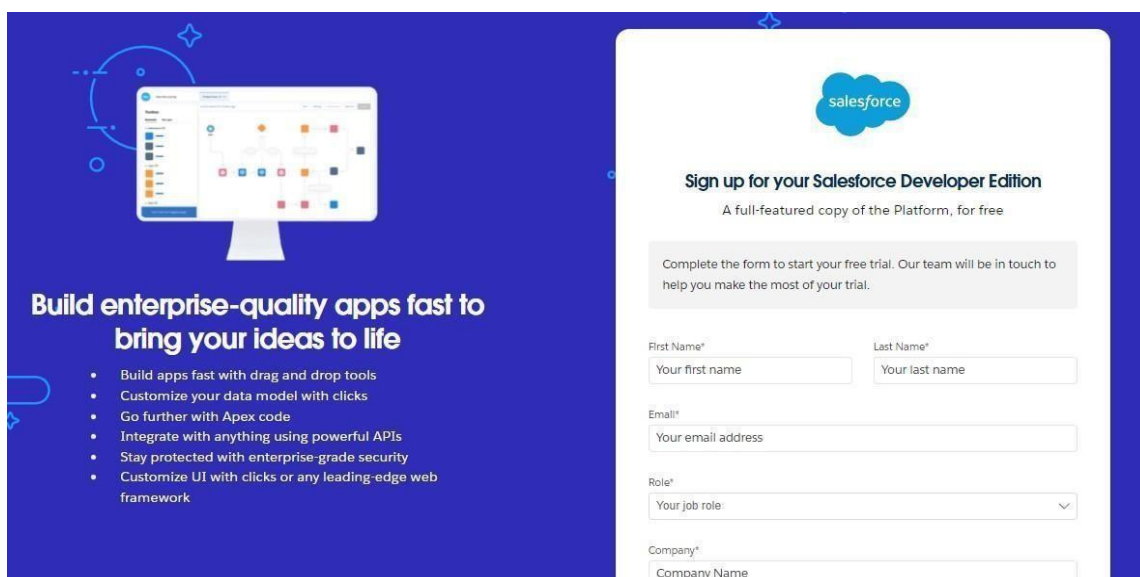 Build enterprise-quality apps fast to
bring your ideas to life
Build apps fast with drag and drop tools
Customize your data model with clicks
Go further with Apex code
Integrate with anything using powerful APIs
Stay protected with enterprise-grade security
Customize UI with clicks or any leading-edge web
framework
salesforce
Sign up for your Salesforce Developer Edition
A full-featured copy of the Platform, for free
Complete the form to start your free trial. Our team will be in touch to
help you make the most of your trial.
First Name* Last Name*
Your first name Your last name
Email*
Your email address
Role*
Your job role
Company*
Company Name